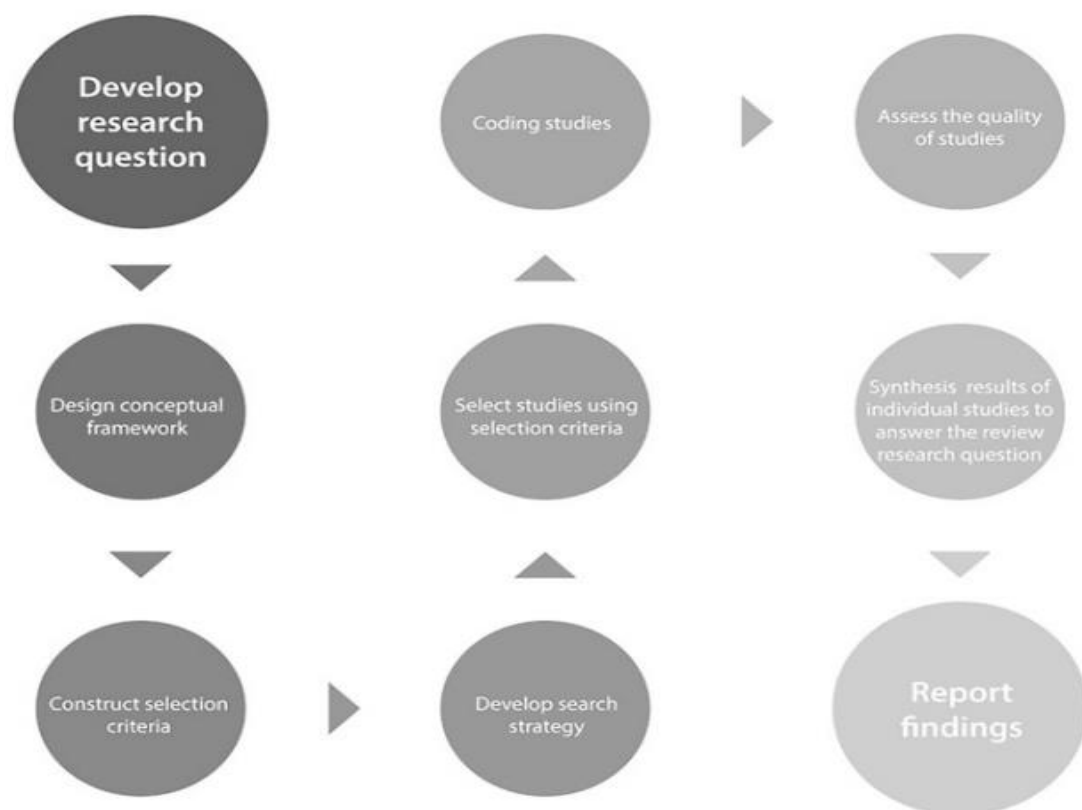 Develop
research
question
Design conceptual
framework
Construct selection
criteria
Develop search
strategy
Select studies using
selection criteria
Coding studies
Assess the quality
of studies
Synthesis results of
individual studies to
answer the review
research question
Report
findings